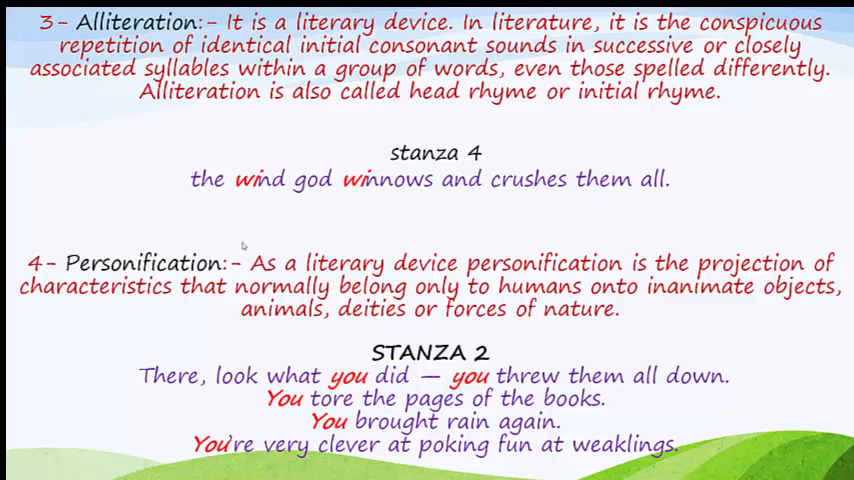 3- Alliteration:- It is a literary device. In literature, it is the conspicuous
repetition of identical initial consonant sounds in successive or closely
associated syllables within a group of words, even those spelled differently.
Alliteration is also called head rhyme or initial rhyme.
stanza 4
the wind god winnows and crushes them all.
4- Personification:- As a literary device personification is the projection of
characteristics that normally belong only to humans onto inanimate objects,
animals, deities or forces of nature.
STANZA 2
There, look what you did — you threw them all down.
You tore the pages of the books.
You brought rain again.
You're very clever at poking fun at weaklings.